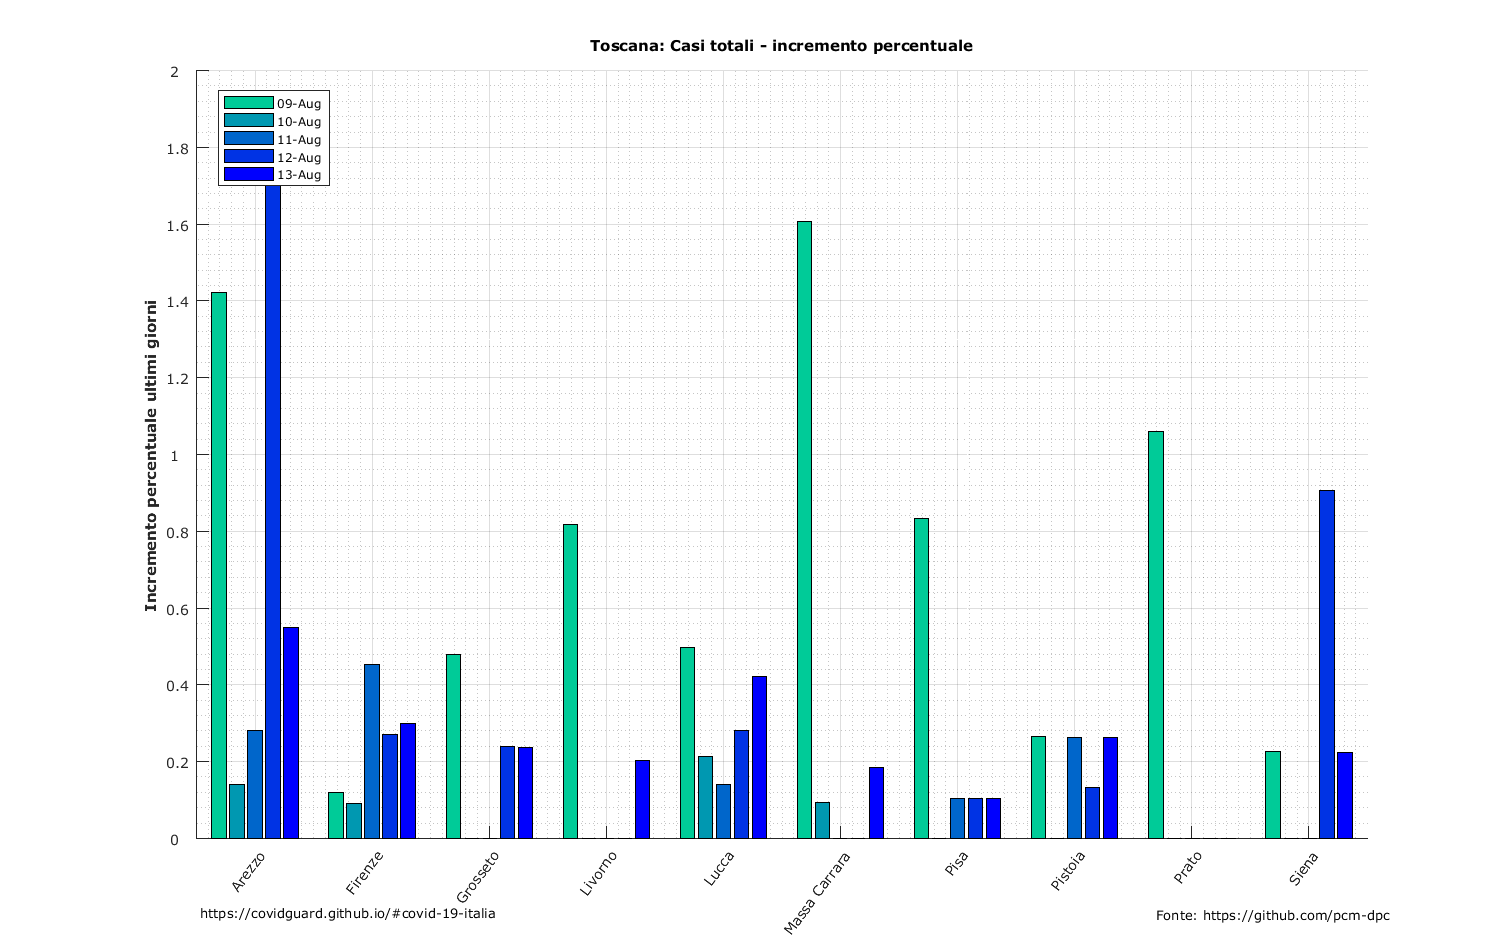 Toscana: Casi totali - incremento percentuale
2
1.8
1.6
1.4
1.2
1
0.8
0.6
0.4
0.2
0
Incremento percentuale ultimi giorni
09-Aug
10-Aug
11-Aug
12-Aug
13-Aug
Arezzo
Firenze
Grosseto
Livorno
Lucca
Massa Carrara
Pisa
Pistoia
Prato
Siena
https://covidguard.github.io/#covid-19-italia
Fonte: https://github.com/pcm-dpc